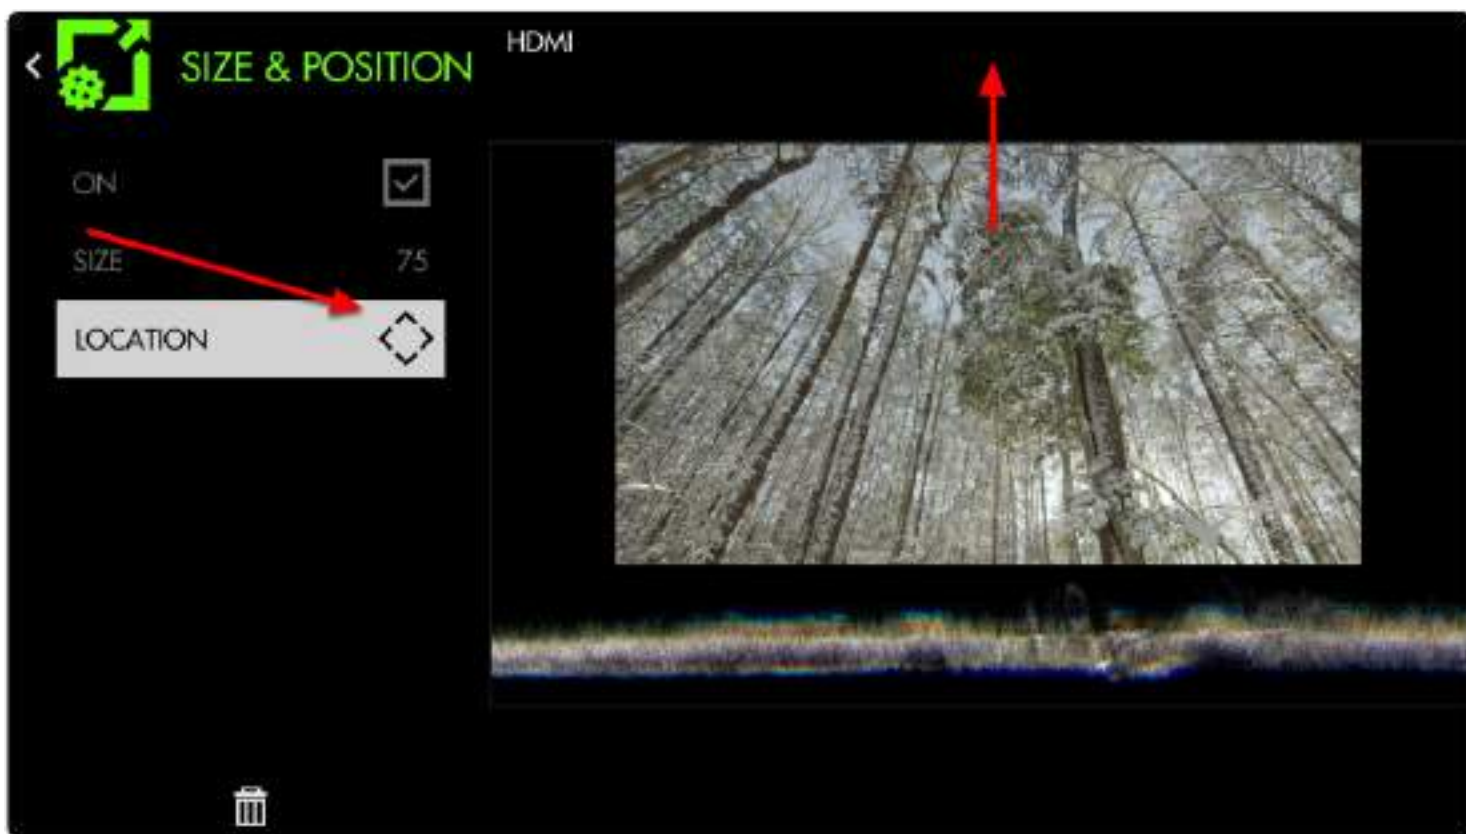 SIZE & POSITION
HDMI
ON
SIZE 75
LOCATION